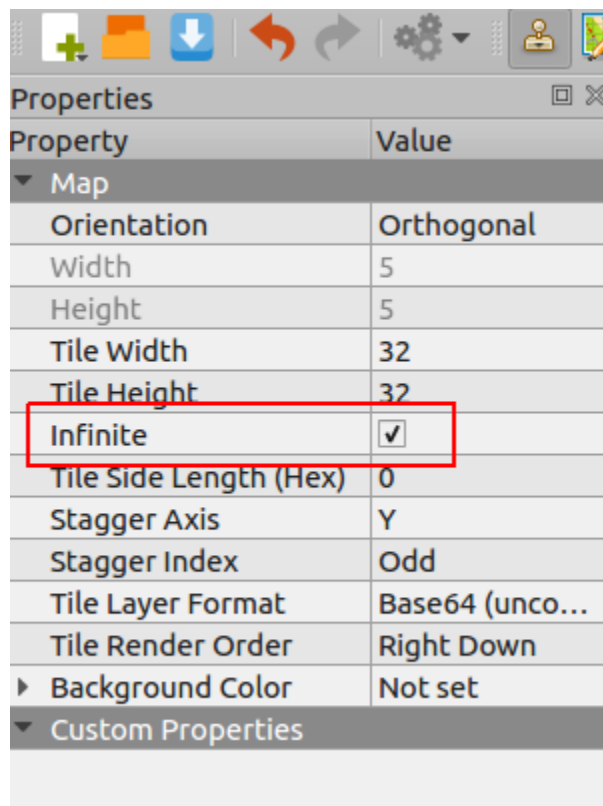 Properties
Property Value
Map
Orientation Orthogonal
Width 5
Height 5
Tile Width 32
Tile Height 32
Infinite
Tile Side Length (Hex) 0
Stagger Axis Y
Stagger Index Odd
Tile Layer Format Base64 (unco...
Tile Render Order Right Down
Background Color Not set
Custom Properties